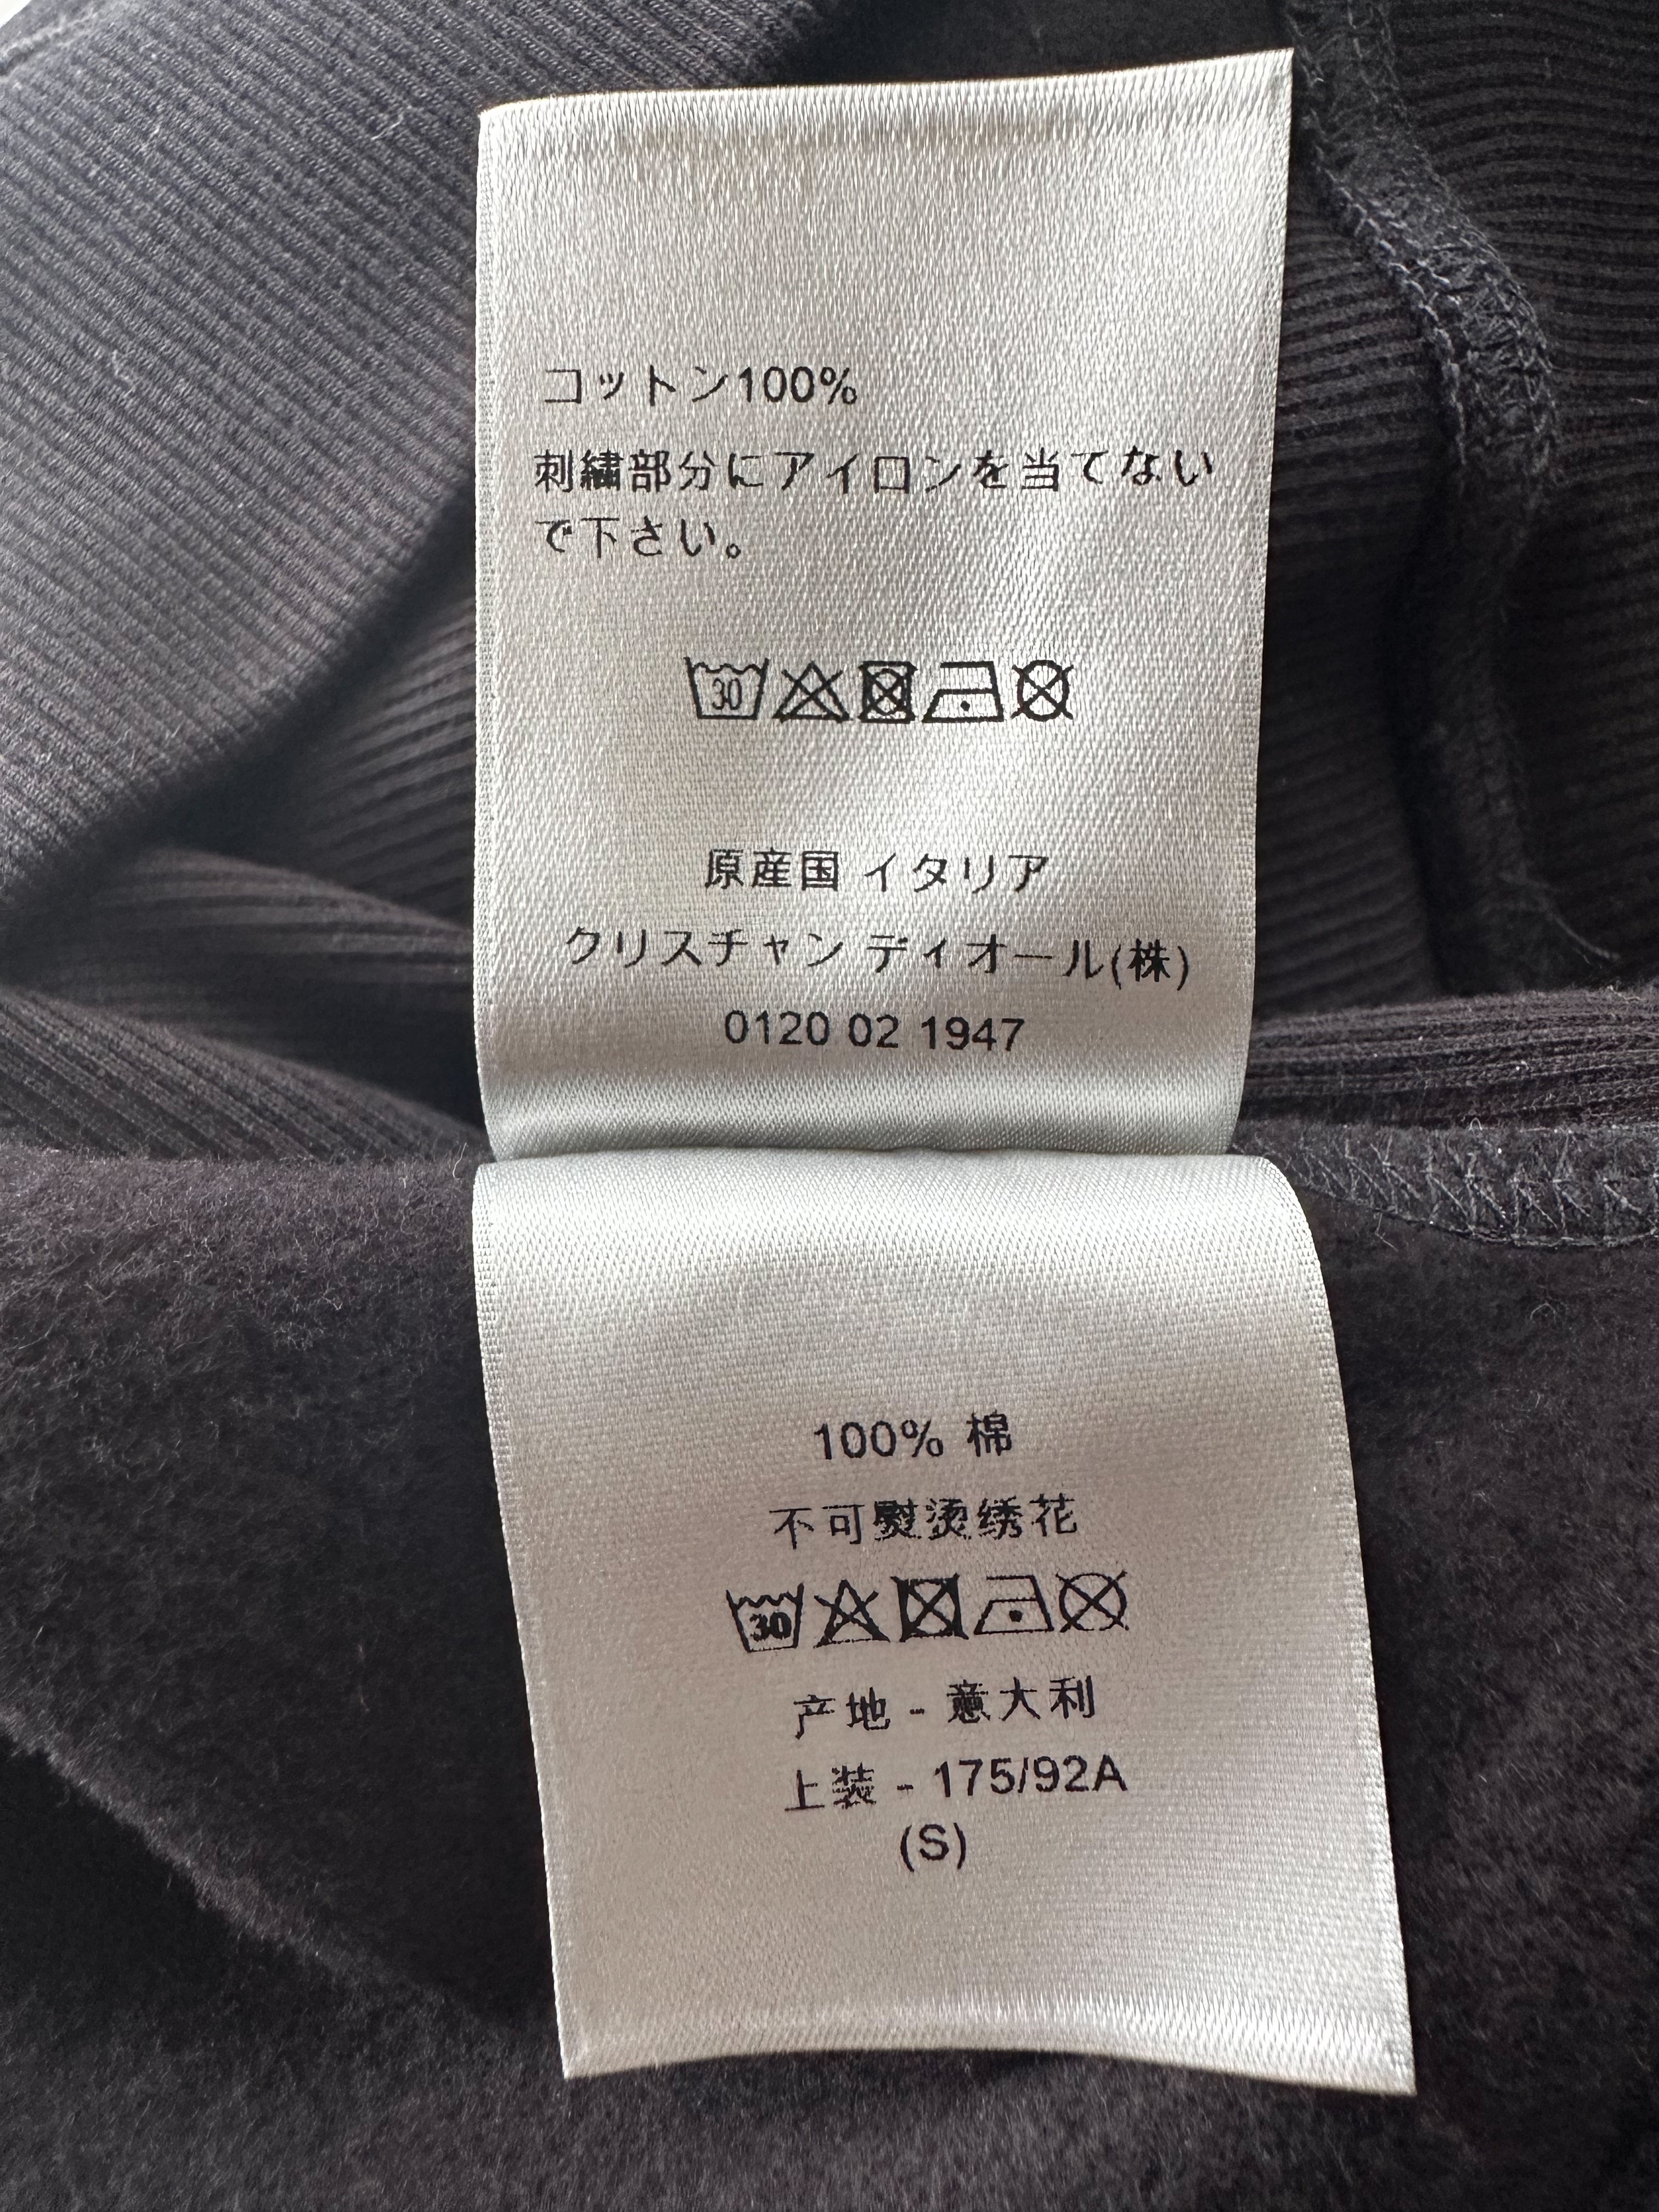 コットン100%
刺繍部分にアイロンを当てない
で下さい。
30
原産国 イタリア
クリスチャン ディオール(株)
0120 02 1947
100% 棉
不可熨烫绣花
30
产地 - 意大利
上装 - 175/92A
(S)